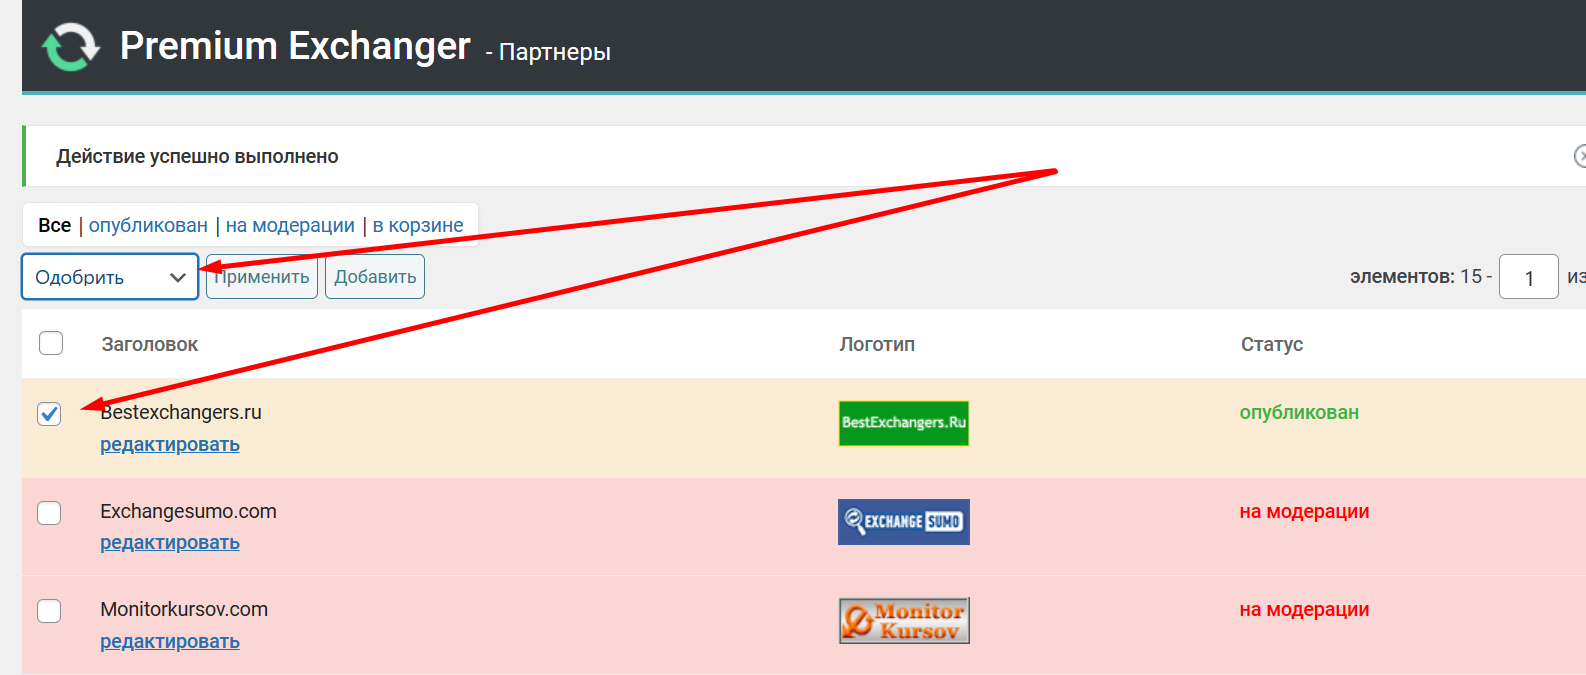 Premium Exchanger - Партнеры
Действие успешно выполнено
Все | опубликован | на модерации | в корзине
Одобрить Применить Добавить элементов: 15 - 1 из
Заголовок Логотип Статус
Bestexchangers.ru BestExchangers.Ru опубликован
редактировать
Exchangesumo.com EXCHANGE SUMO на модерации
редактировать
Monitorkursov.com Monitor на модерации
Kursov
редактировать